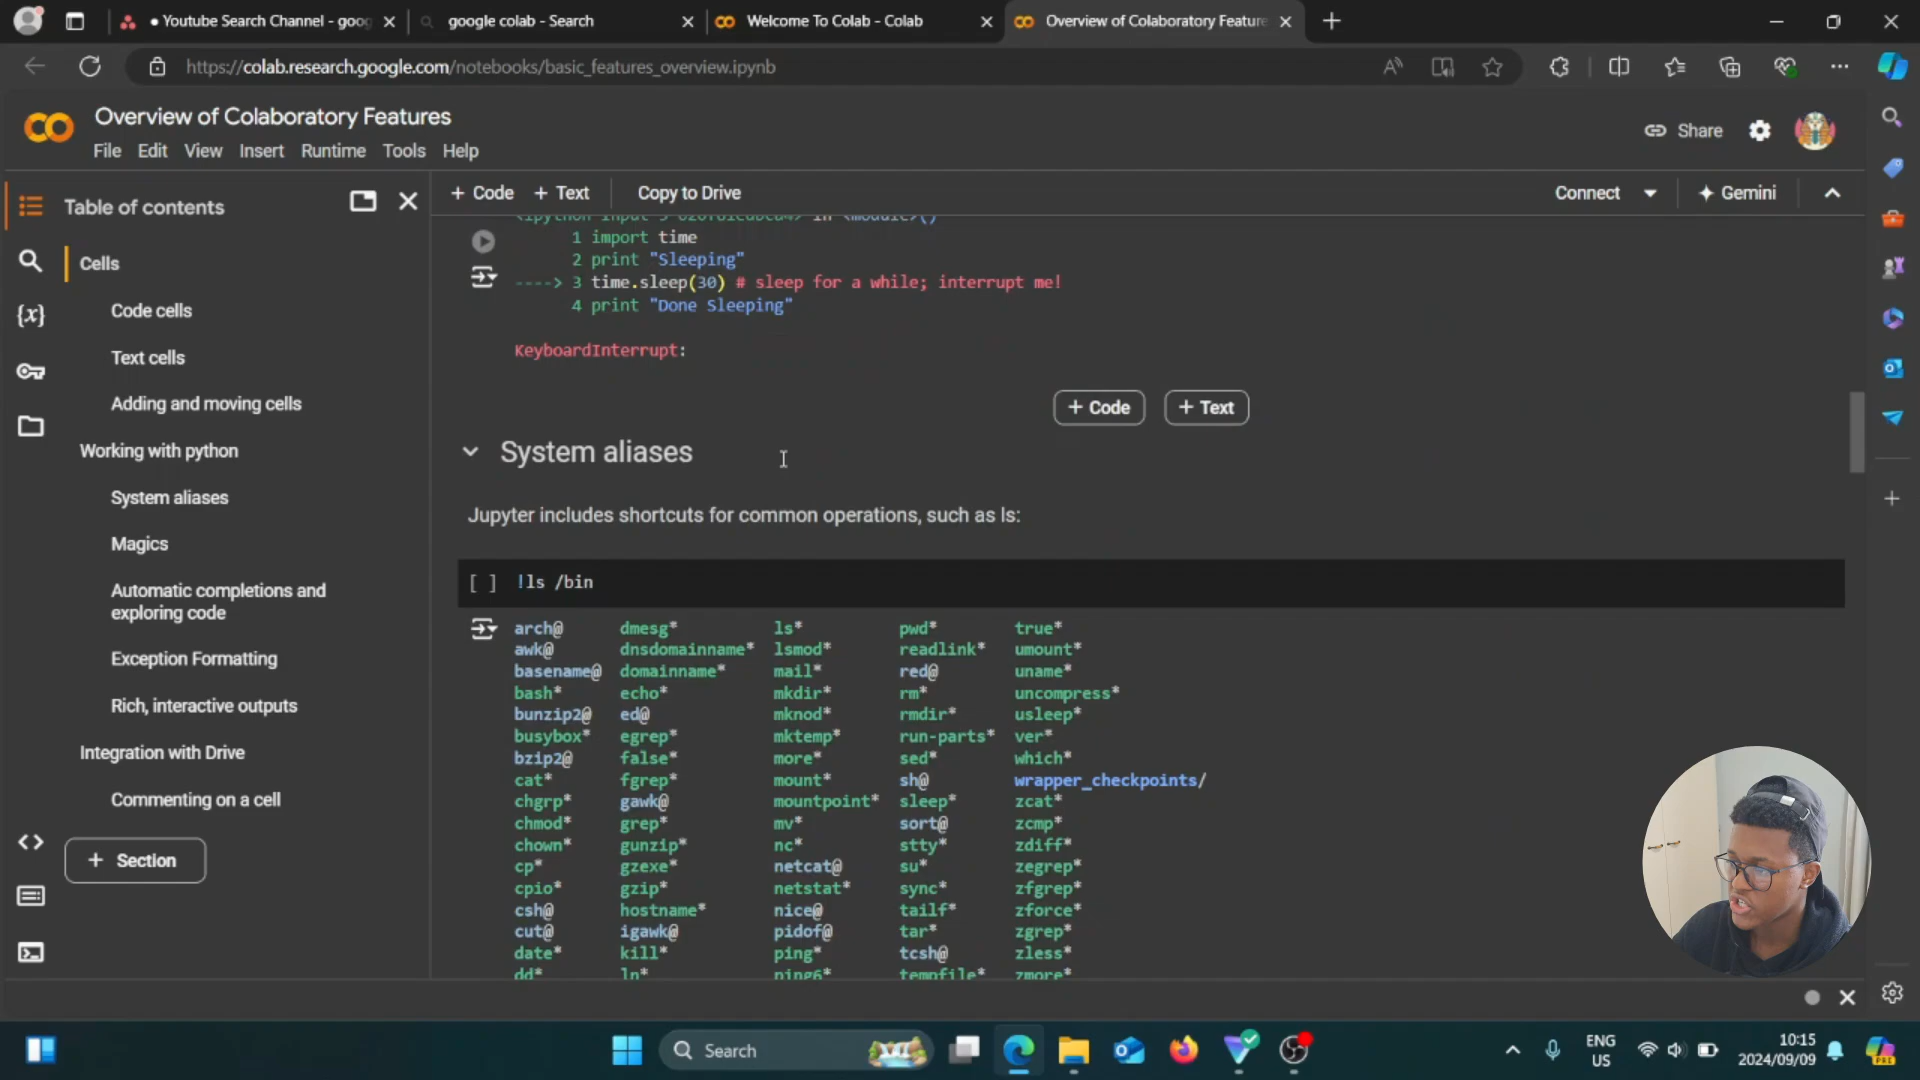 • Youtube Search Channel - goog
google colab - Search
Welcome To Colab - Colab
Overview of Colaboratory Feature
https://colab.research.google.com/notebooks/basic_features_overview.ipynb
Overview of Colaboratory Features
File Edit View Insert Runtime Tools Help
Share
Table of contents
+ Code + Text Copy to Drive
Connect
Gemini
Cells
Code cells
Text cells
Adding and moving cells
Working with python
System aliases
Magics
Automatic completions and
exploring code
Exception Formatting
Rich, interactive outputs
Integration with Drive
Commenting on a cell
+ Section
in <module>()
1 import time
2 print "Sleeping"
----> 3 time.sleep(30) # sleep for a while; interrupt me!
4 print "Done Sleeping"
KeyboardInterrupt:
+ Code + Text
System aliases
Jupyter includes shortcuts for common operations, such as ls:
[ ] !ls /bin
arch@ dmesg* ls* pwd* true*
awk@ dnsdomainname* lsmod* readlink* umount*
basename@ domainname* mail* red@ uname*
bash* echo* mkdir* rm* uncompress*
bunzip2@ ed@ mknod* rmdir* usleep*
busybox* egrep* mktemp* run-parts* ver*
bzip2@ false* more* sed* which*
cat* fgrep* mount* sh@ wrapper_checkpoints/
chgrp* gawk@ mountpoint* sleep* zcat*
chmod* grep* mv* sort@ zcmp*
chown* gunzip* nc* stty* zdiff*
cp* gzexe* netcat@ su* zegrep*
cpio* gzip* netstat* sync* zfgrep*
csh@ hostname* nice@ tailf* zforce*
cut@ igawk@ pidof@ tar* zgrep*
date* kill* ping* tcsh@ zless*
dd* ln* ping6* tempfile* zmore*
Search
ENG
US
10:15
2024/09/09